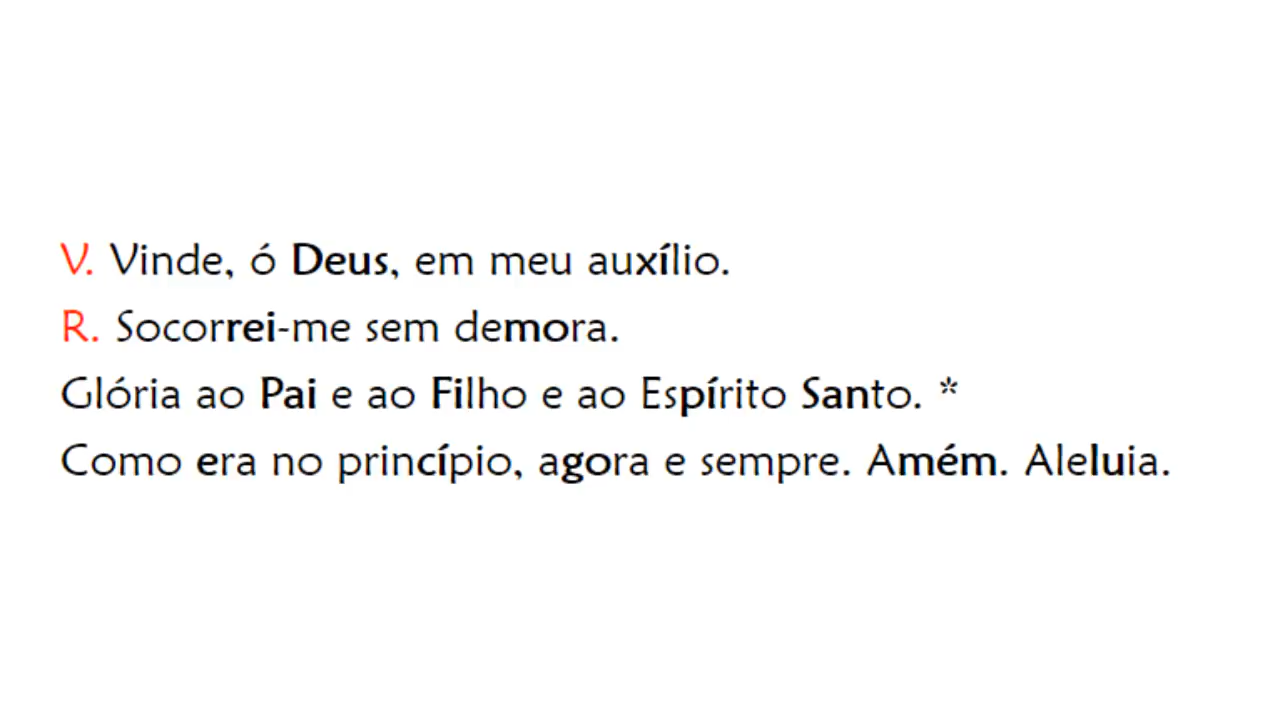 V. Vinde, ó Deus, em meu auxílio.
R. Socorrei-me sem demora.
Glória ao Pai e ao Filho e ao Espírito Santo. *
Como era no princípio, agora e sempre. Amém. Aleluia.